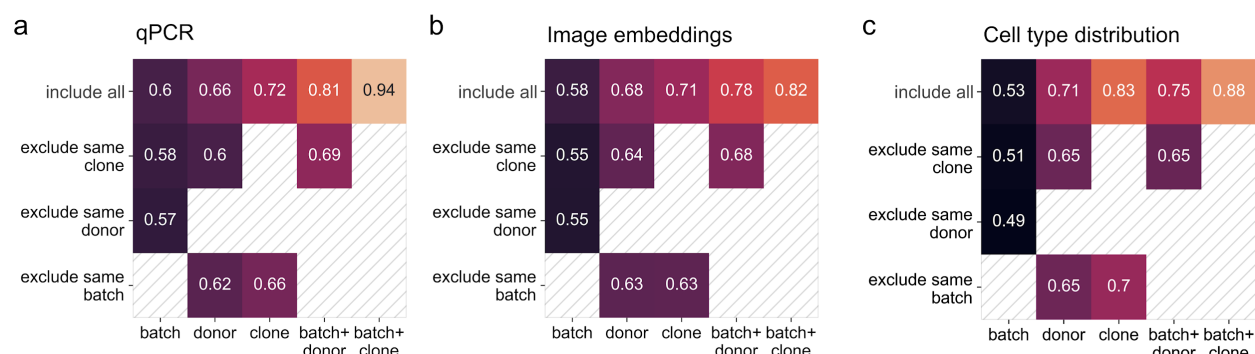 a
qPCR
include all
0.6 0.66 0.72 0.81 0.94
exclude same
clone
0.58 0.6 0.69
exclude same
donor
0.57
exclude same
batch
0.62 0.66
batch donor clone batch+ batch+
donor clone
b
Image embeddings
include all
0.58 0.68 0.71 0.78 0.82
exclude same
clone
0.55 0.64 0.68
exclude same
donor
0.55
exclude same
batch
0.63 0.63
batch donor clone batch+ batch+
donor clone
c
Cell type distribution
include all
0.53 0.71 0.83 0.75 0.88
exclude same
clone
0.51 0.65 0.65
exclude same
donor
0.49
exclude same
batch
0.65 0.7
batch donor clone batch+ batch+
donor clone